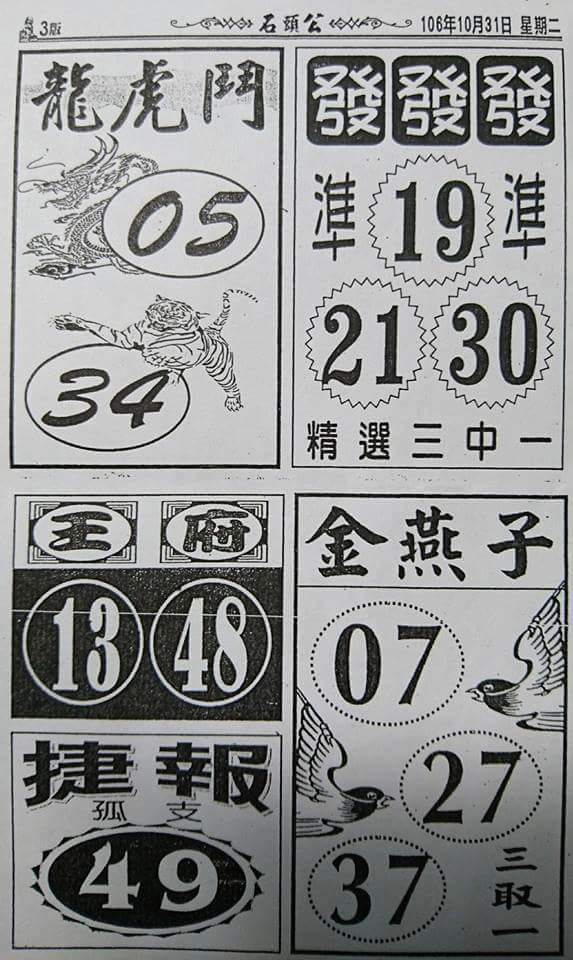 3版 石頭公 106年10月31日 星期二
龍虎鬥
05
34
發發發
準 19 準
21 30
精選三中一
王府
13 48
捷報
孤支
49
金燕子
07
27
37
三取一